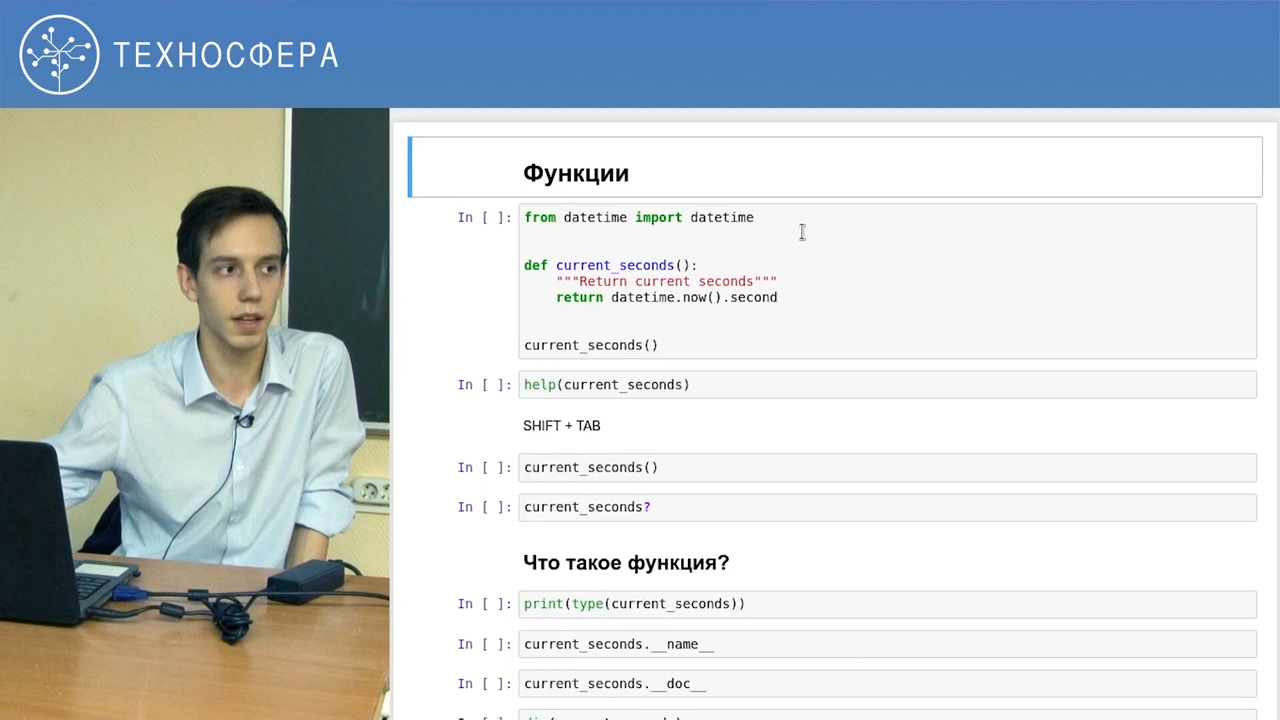 ТЕХНОСФЕРА
Функции
In [ ]: from datetime import datetime
def current_seconds():
"""Return current seconds"""
return datetime.now().second
current_seconds()
In [ ]: help(current_seconds)
SHIFT + TAB
In [ ]: current_seconds()
In [ ]: current_seconds?
Что такое функция?
In [ ]: print(type(current_seconds))
In [ ]: current_seconds.__name__
In [ ]: current_seconds.__doc__